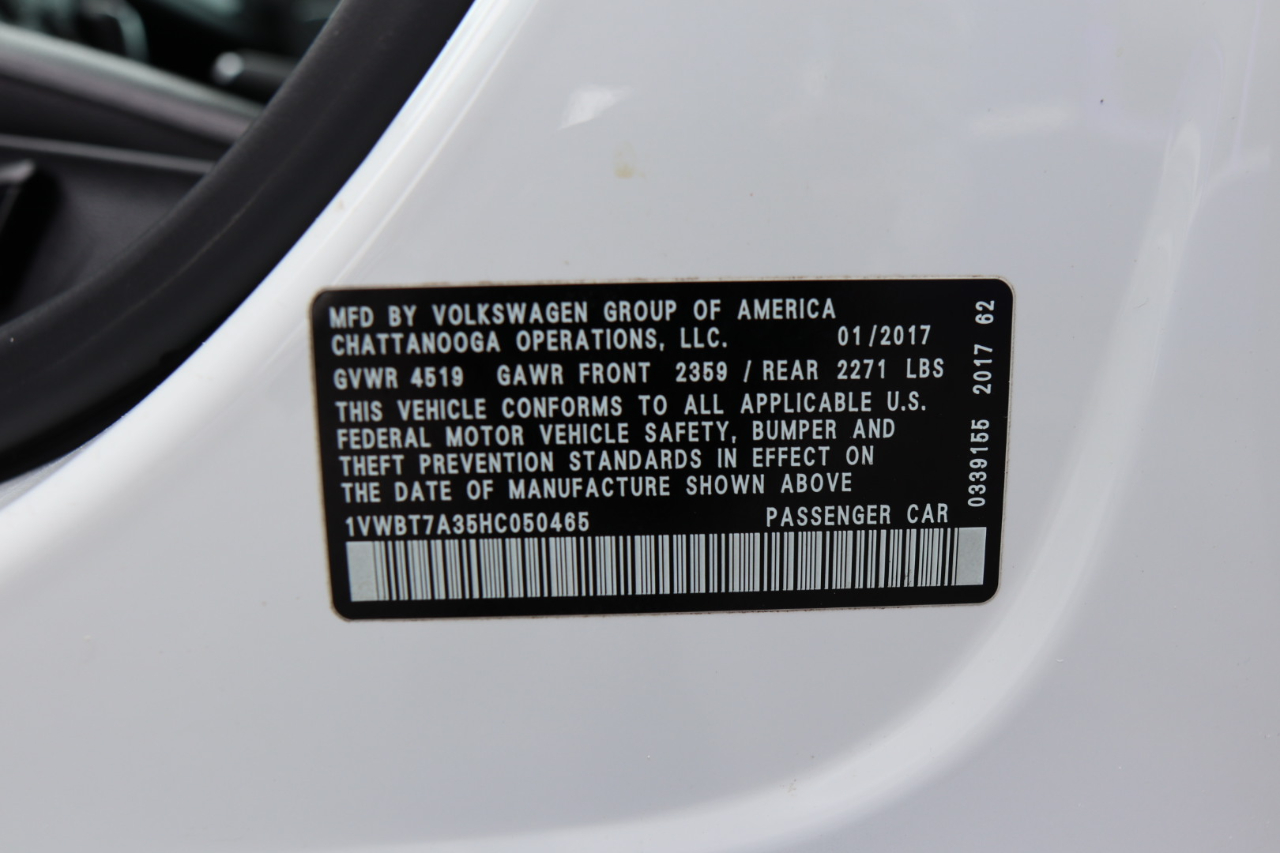 MFD BY VOLKSWAGEN GROUP OF AMERICA
CHATTANOOGA OPERATIONS, LLC. 01/2017
GVWR 4519 GAWR FRONT 2359 / REAR 2271 LBS
THIS VEHICLE CONFORMS TO ALL APPLICABLE U.S.
FEDERAL MOTOR VEHICLE SAFETY, BUMPER AND
THEFT PREVENTION STANDARDS IN EFFECT ON
THE DATE OF MANUFACTURE SHOWN ABOVE
1VWBT7A35HC050465 PASSENGER CAR
0339155 2017 62